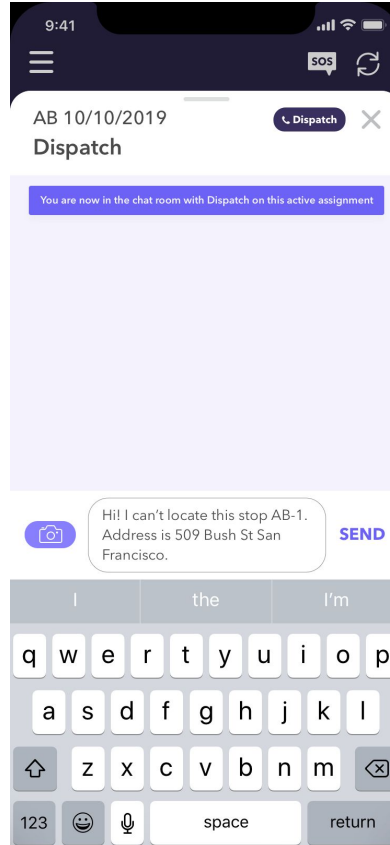 9:41
SOS
AB 10/10/2019
Dispatch
Dispatch
You are now in the chat room with Dispatch on this active assignment
Hi! I can't locate this stop AB-1.
Address is 509 Bush St San
Francisco.
SEND
I the I'm
q w e r t y u i o p
a s d f g h j k l
z x c v b n m
123 space return